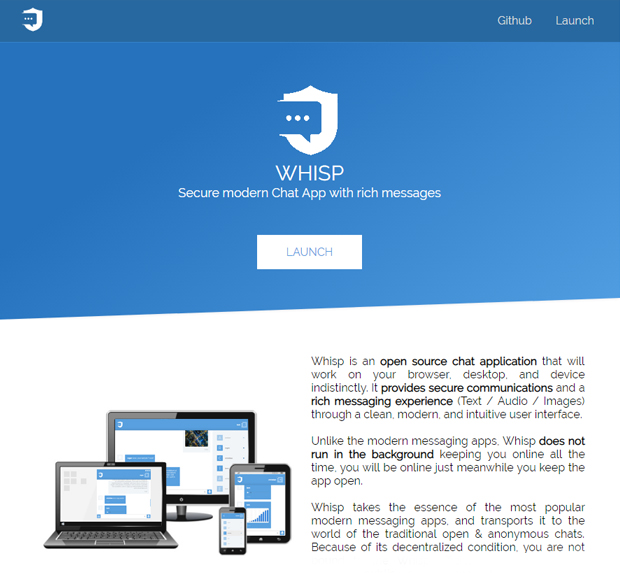 Github Launch
WHISP
Secure modern Chat App with rich messages
LAUNCH
Whisp is an open source chat application that will
work on your browser, desktop, and device
indistinctly. It provides secure communications and a
rich messaging experience (Text / Audio / Images)
through a clean, modern, and intuitive user interface.
Unlike the modern messaging apps, Whisp does not
run in the background keeping you online all the
time, you will be online just meanwhile you keep the
app open.
Whisp takes the essence of the most popular
modern messaging apps, and transports it to the
world of the traditional open & anonymous chats.
Because of its decentralized condition, you are not